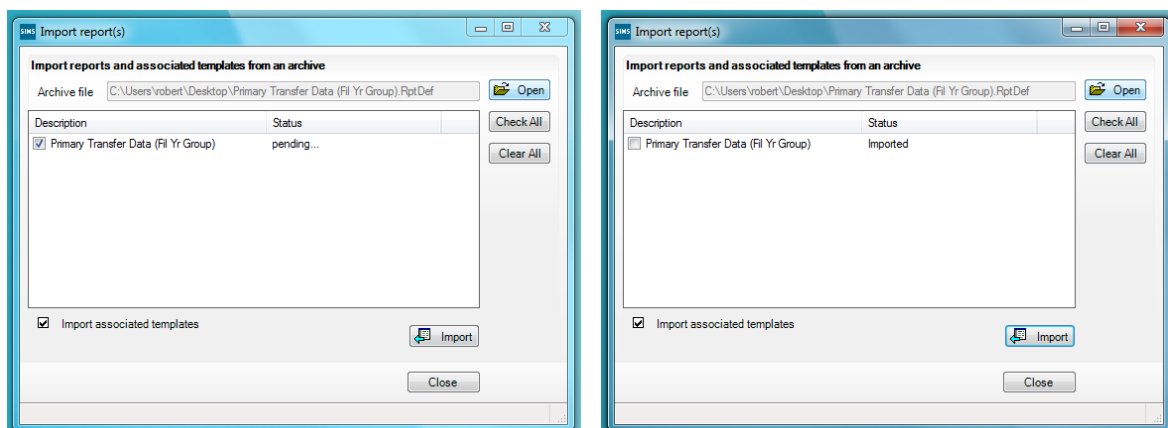 SIMS Import report(s)
Import reports and associated templates from an archive
Archive file C:\Users\robert\Desktop\Primary Transfer Data (Fil Yr Group).RptDef Open
Description Status Check All
Primary Transfer Data (Fil Yr Group) pending... Clear All
Import associated templates
Import
Close
SIMS Import report(s)
Import reports and associated templates from an archive
Archive file C:\Users\robert\Desktop\Primary Transfer Data (Fil Yr Group).RptDef Open
Description Status Check All
Primary Transfer Data (Fil Yr Group) Imported Clear All
Import associated templates
Import
Close